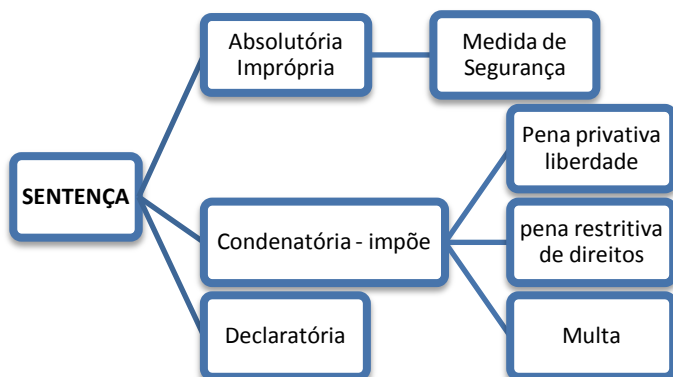 Absolutória
Imprópria
Medida de
Segurança
SENTENÇA
Condenatória - impõe
Pena privativa
liberdade
pena restritiva
de direitos
Multa
Declaratória